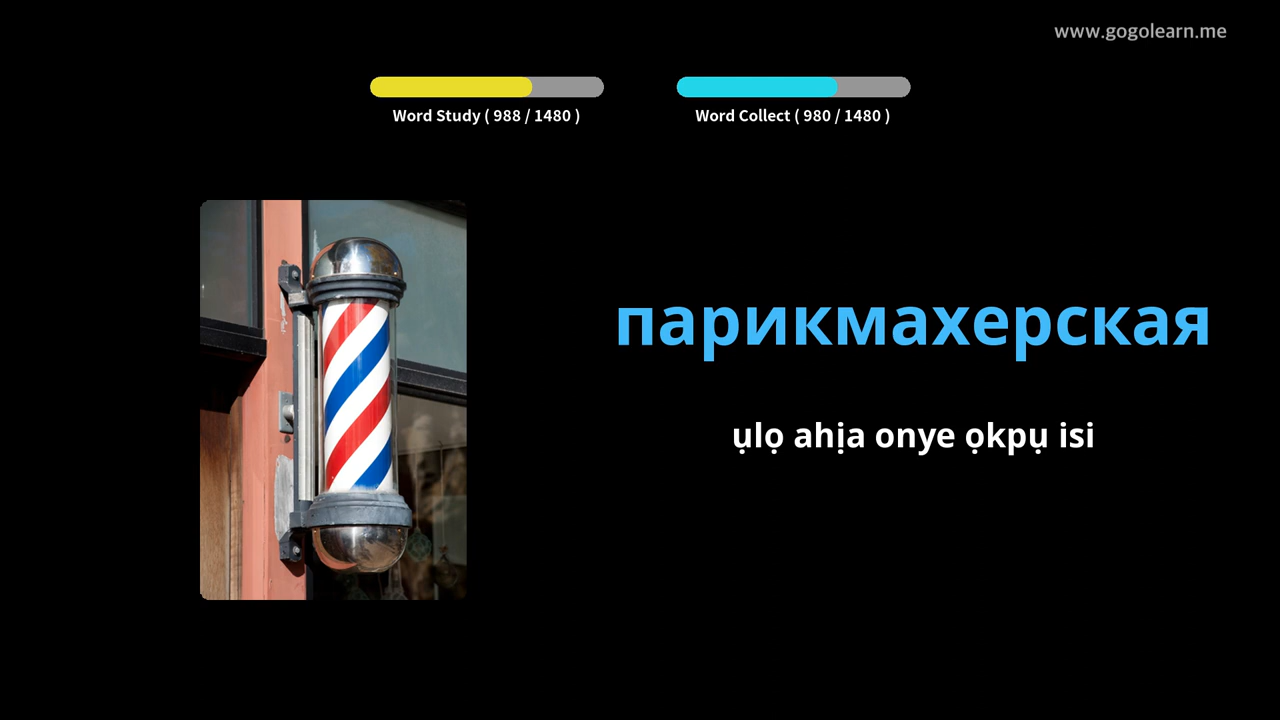 www.gogolearn.me
Word Study ( 988 / 1480 )
Word Collect ( 980 / 1480 )
парикмахерская
ụlọ ahịa onye ọkpụ isi